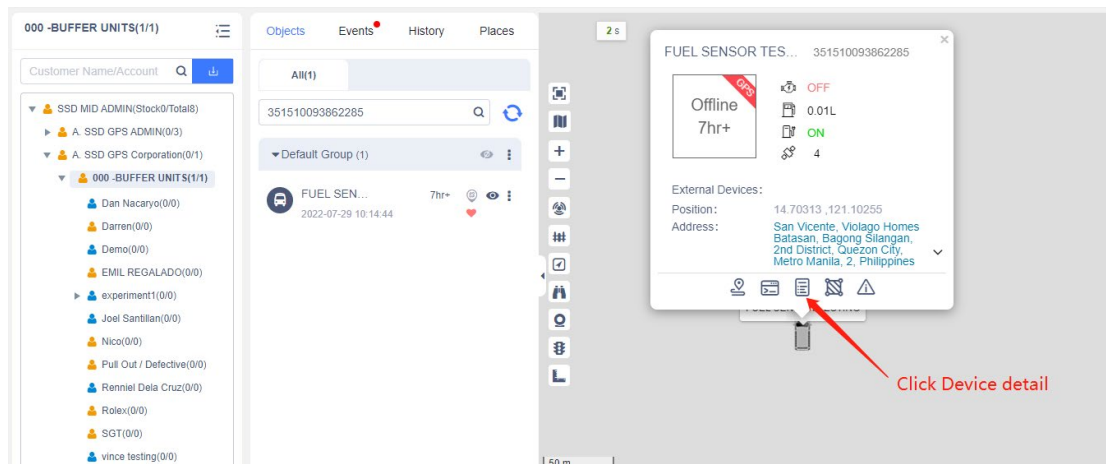 000 -BUFFER UNITS(1/1)
Customer Name/Account
SSD MID ADMIN(Stock0/Total8)
A. SSD GPS ADMIN(0/3)
A. SSD GPS Corporation(0/1)
000 -BUFFER UNITS(1/1)
Dan Nacaryo(0/0)
Darren(0/0)
Demo(0/0)
EMIL REGALADO(0/0)
experiment1(0/0)
Joel Santillan(0/0)
Nico(0/0)
Pull Out / Defective(0/0)
Renniel Dela Cruz(0/0)
Rolex(0/0)
SGT(0/0)
vince testing(0/0)
Objects Events History Places
All(1)
351510093862285
Default Group (1)
FUEL SEN... 7hr+
2022-07-29 10:14:44
2 s
FUEL SENSOR TES... 351510093862285
GPS
Offline
7hr+
OFF
0.01L
ON
4
External Devices:
Position: 14.70313 ,121.10255
Address: San Vicente, Violago Homes
Batasan, Bagong Silangan,
2nd District, Quezon City,
Metro Manila, 2, Philippines
Click Device detail
50 m